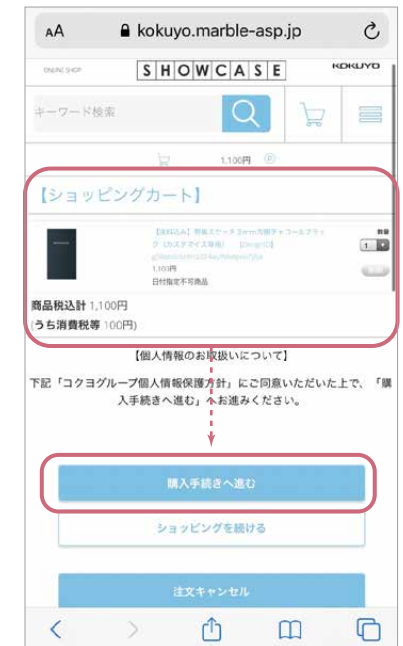 AA kokuyo.marble-asp.jp
ONLINE SHOP SHOWCASE KOKUYO
キーワード検索
1,100円
【ショッピングカート】
数量
1
1,100円
日付指定不可商品
商品税込計 1,100円
(うち消費税等 100円)
【個人情報のお取扱いについて】
下記「コクヨグループ個人情報保護方針」にご同意いただいた上で、「購
入手続きへ進む」へお進みください。
購入手続きへ進む
ショッピングを続ける
注文キャンセル